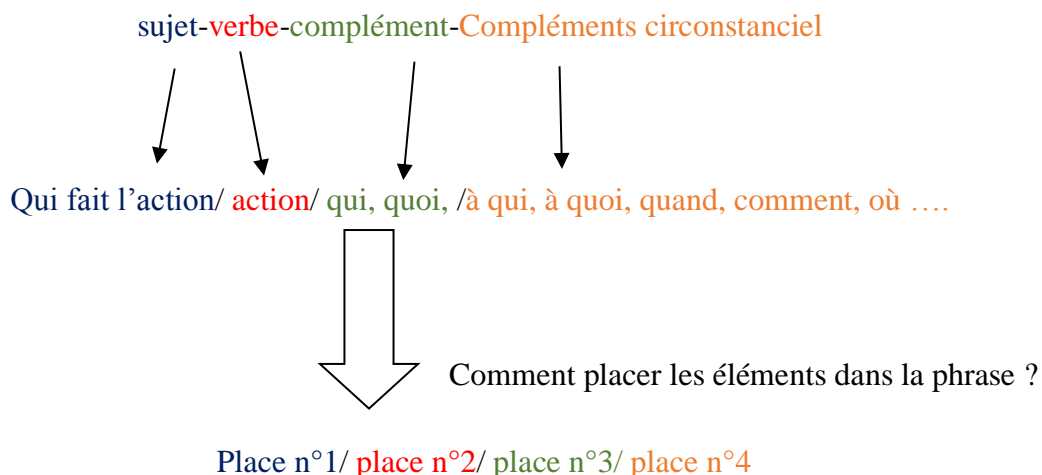 sujet-verbe-complément-Compléments circonstanciel
Qui fait l’action/ action/ qui, quoi, /à qui, à quoi, quand, comment, où ….
Comment placer les éléments dans la phrase ?
Place n°1/ place n°2/ place n°3/ place n°4